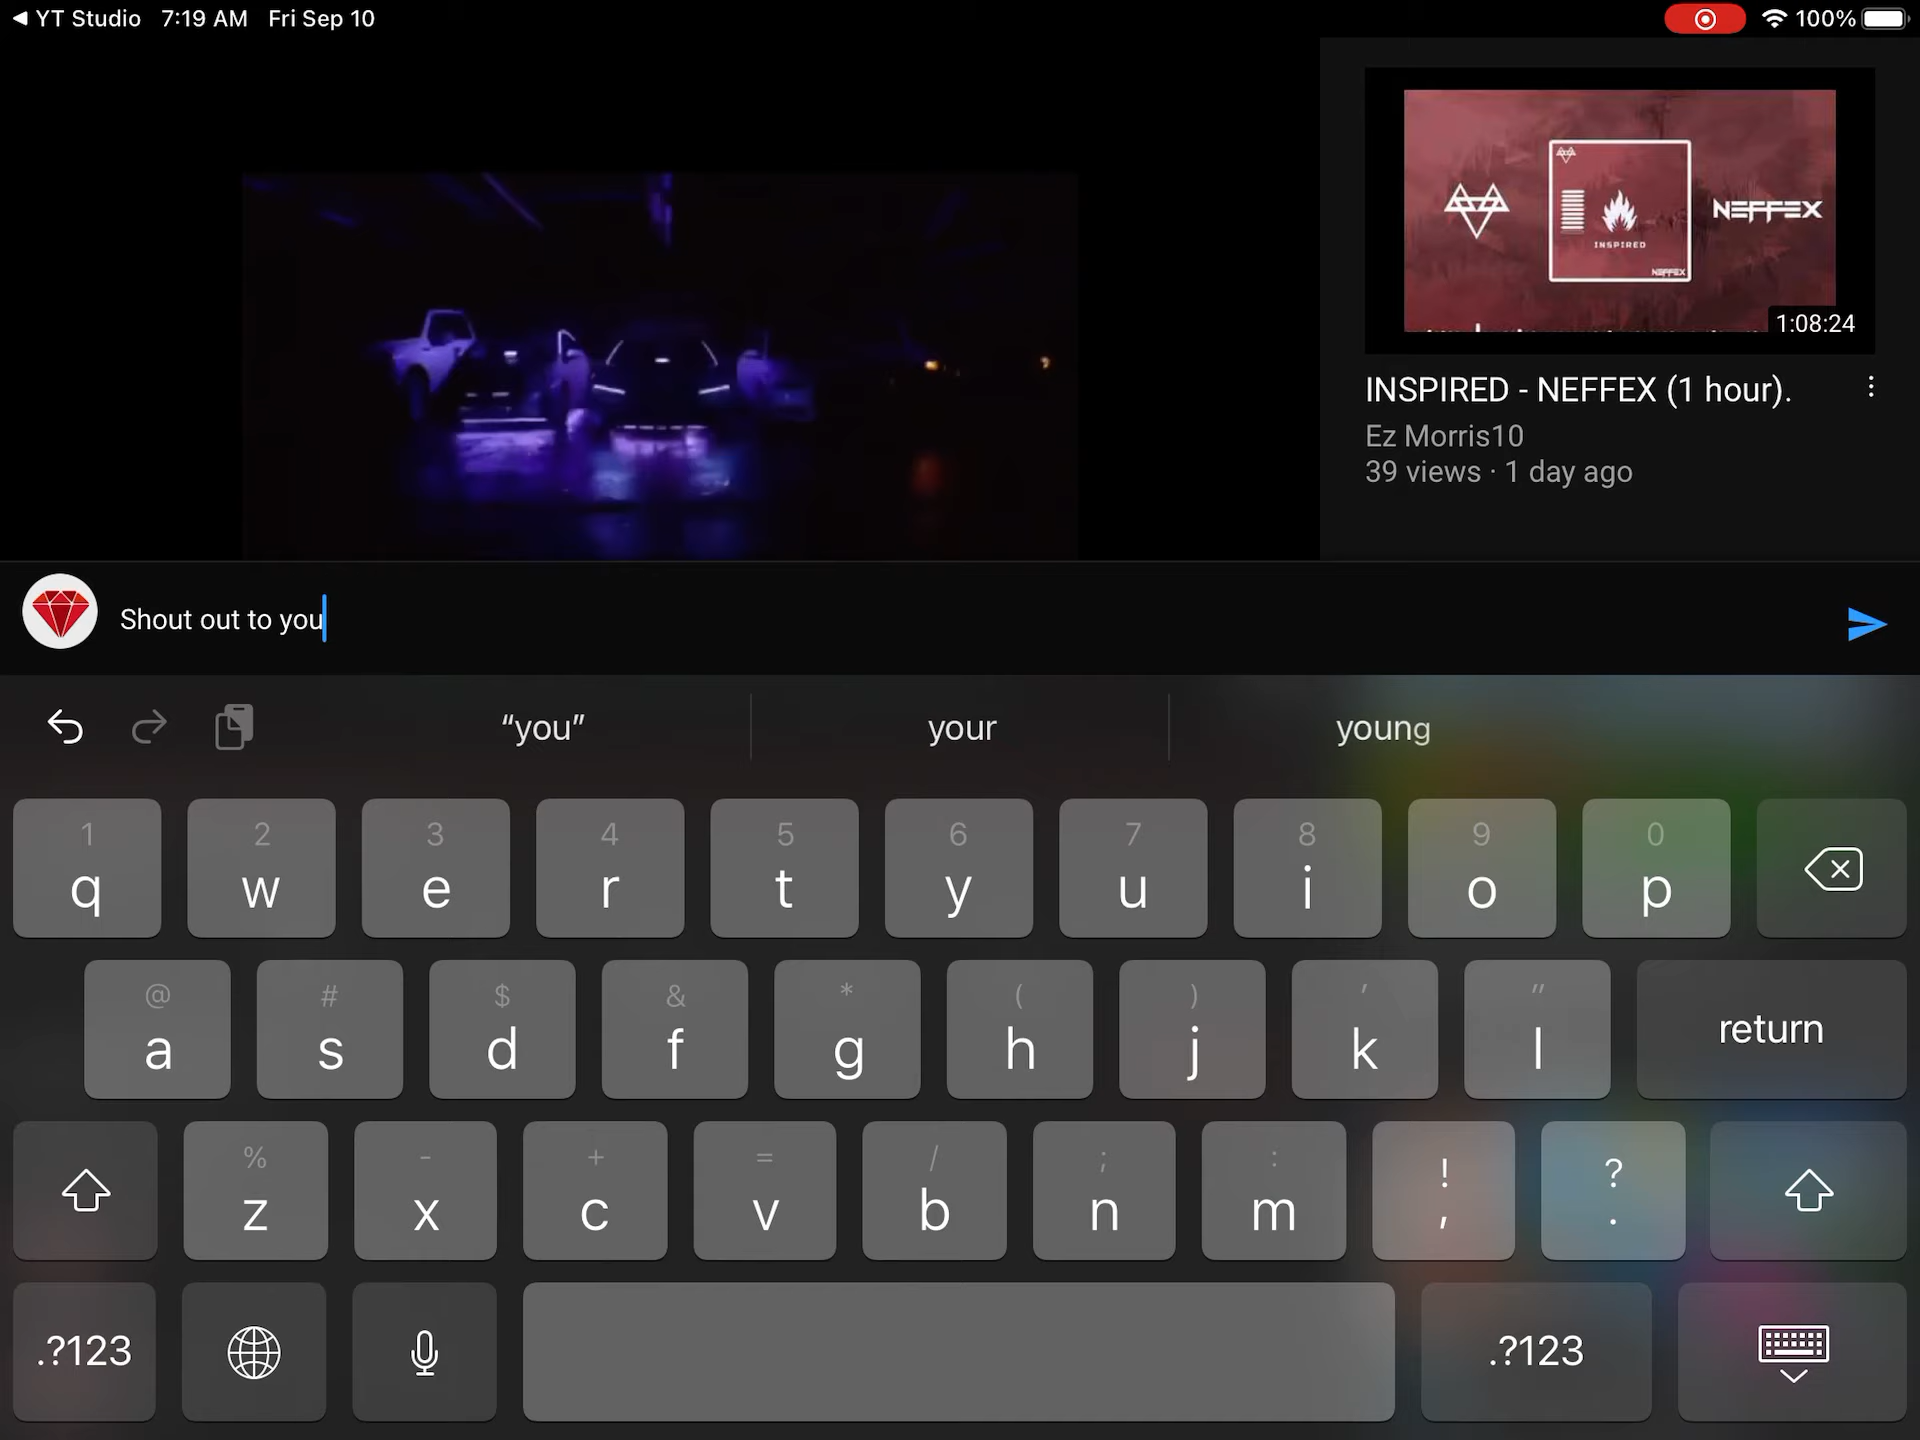 ◀ YT Studio 7:19 AM Fri Sep 10
100%
INSPIRED
NEFFEX
NEFFEX
1:08:24
INSPIRED - NEFFEX (1 hour).
Ez Morris10
39 views · 1 day ago
Shout out to you
“you” your young
1 2 3 4 5 6 7 8 9 0
q w e r t y u i o p
@ # $ & * ( ) ' "
a s d f g h j k l return
% - + = / ; : ! ?
z x c v b n m , .
.?123 .?123